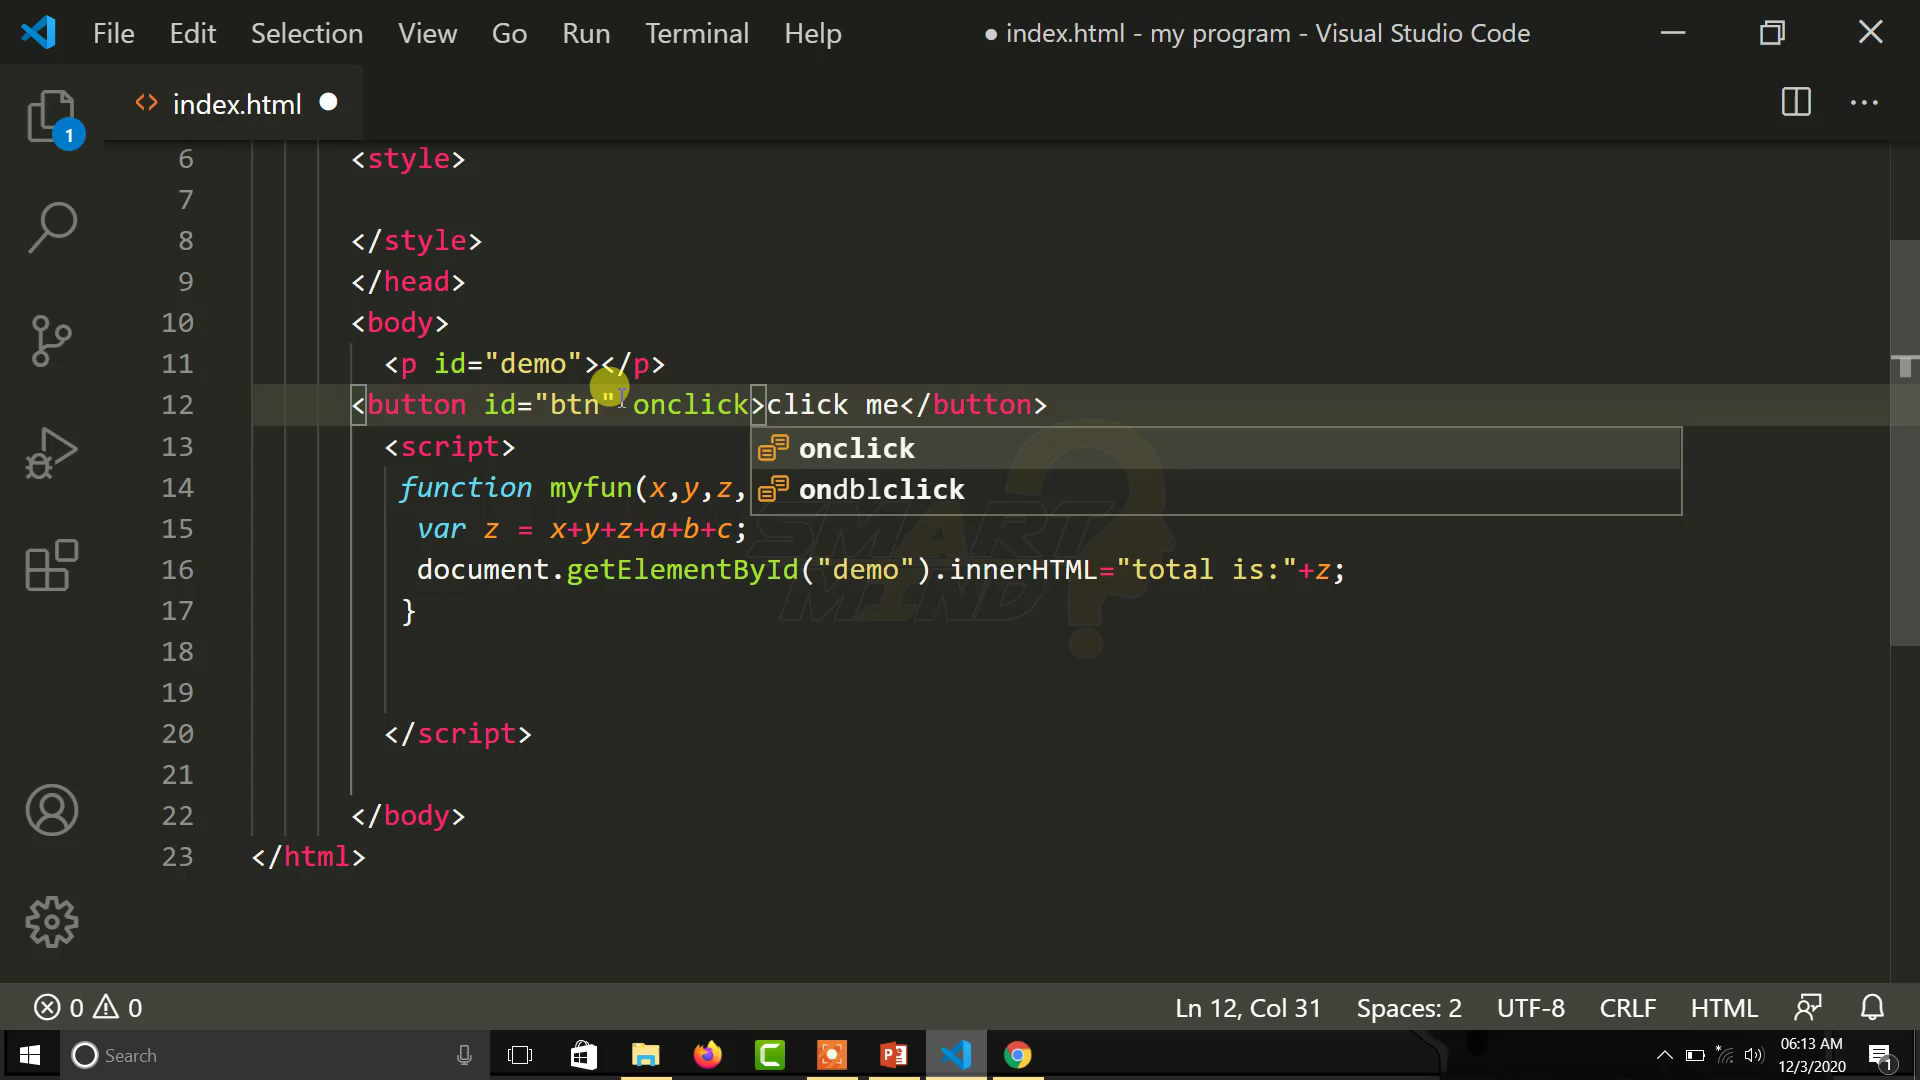 File Edit Selection View Go Run Terminal Help ● index.html - my program - Visual Studio Code
<> index.html ●
1
6 <style>
7
8 </style>
9 </head>
10 <body>
11 <p id="demo"></p>
12 <button id="btn" onclick>click me</button>
onclick
ondblclick
13 <script>
14 function myfun(x,y,z,
15 var z = x+y+z+a+b+c;
16 document.getElementById("demo").innerHTML="total is:"+z;
17 }
18
19
20 </script>
21
22 </body>
23 </html>
SMART
MIND
0 0 Ln 12, Col 31 Spaces: 2 UTF-8 CRLF HTML
Search 06:13 AM
12/3/2020 1